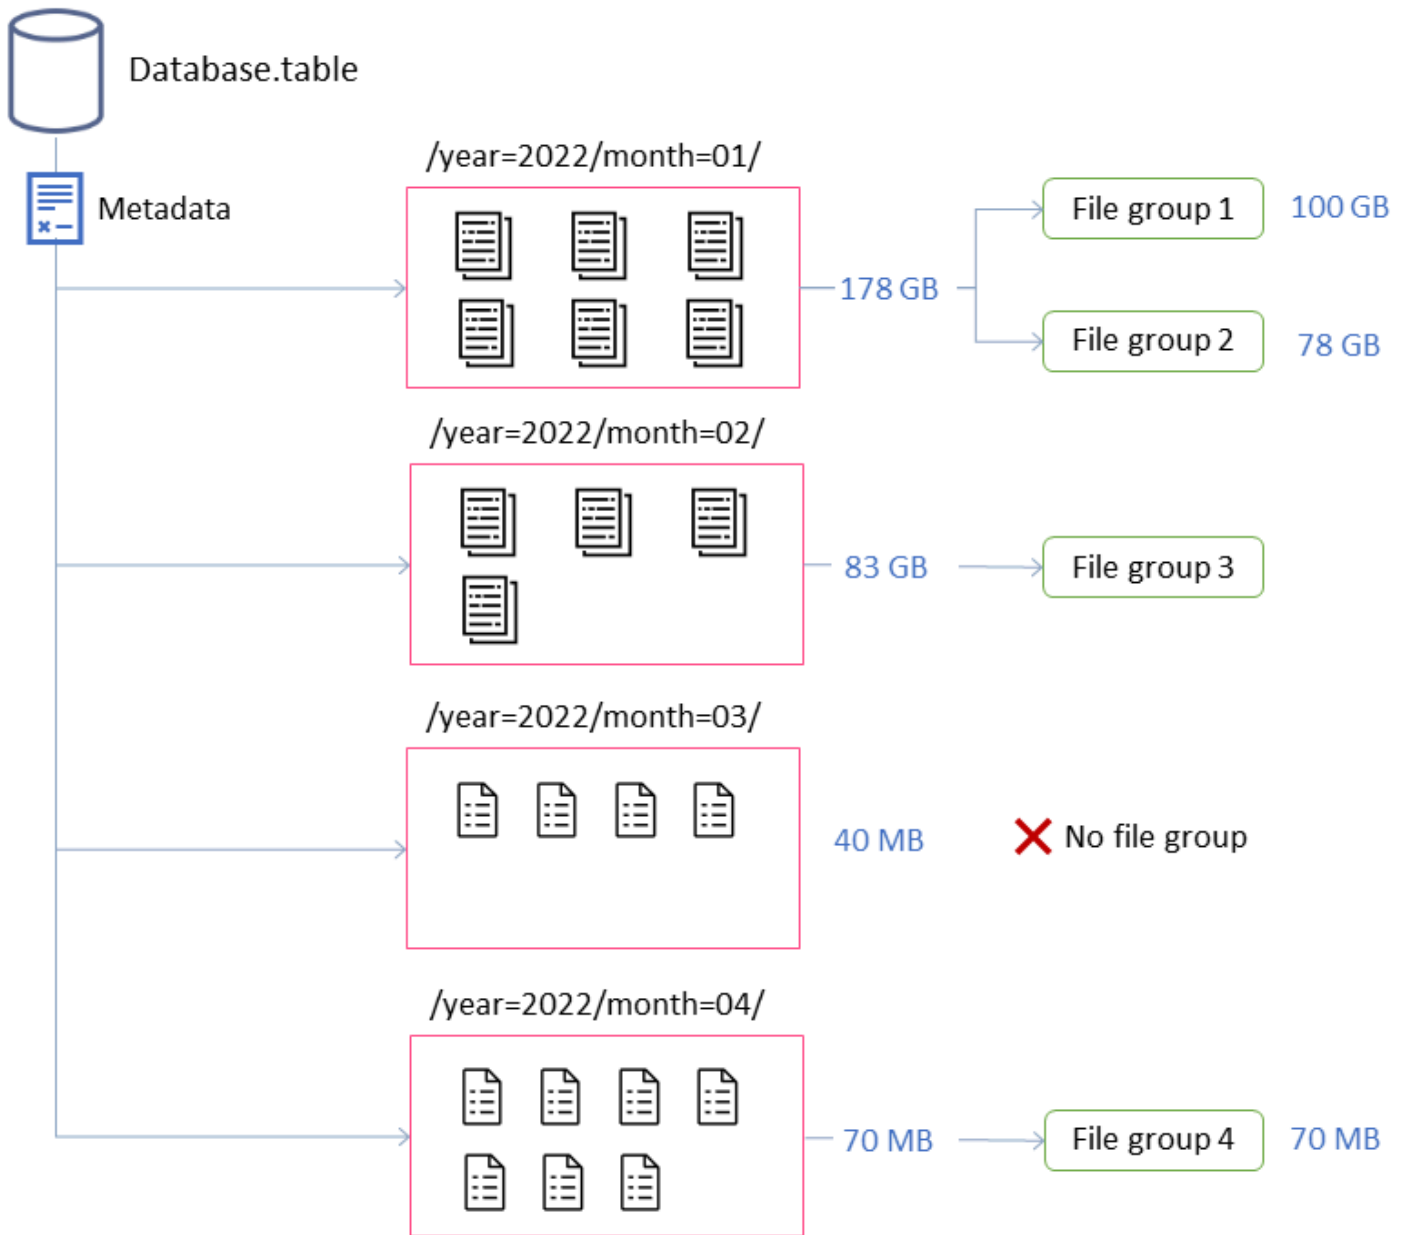 Database.table
Metadata
/year=2022/month=01/
178 GB
File group 1
100 GB
File group 2
78 GB
/year=2022/month=02/
83 GB
File group 3
/year=2022/month=03/
40 MB
No file group
/year=2022/month=04/
70 MB
File group 4
70 MB